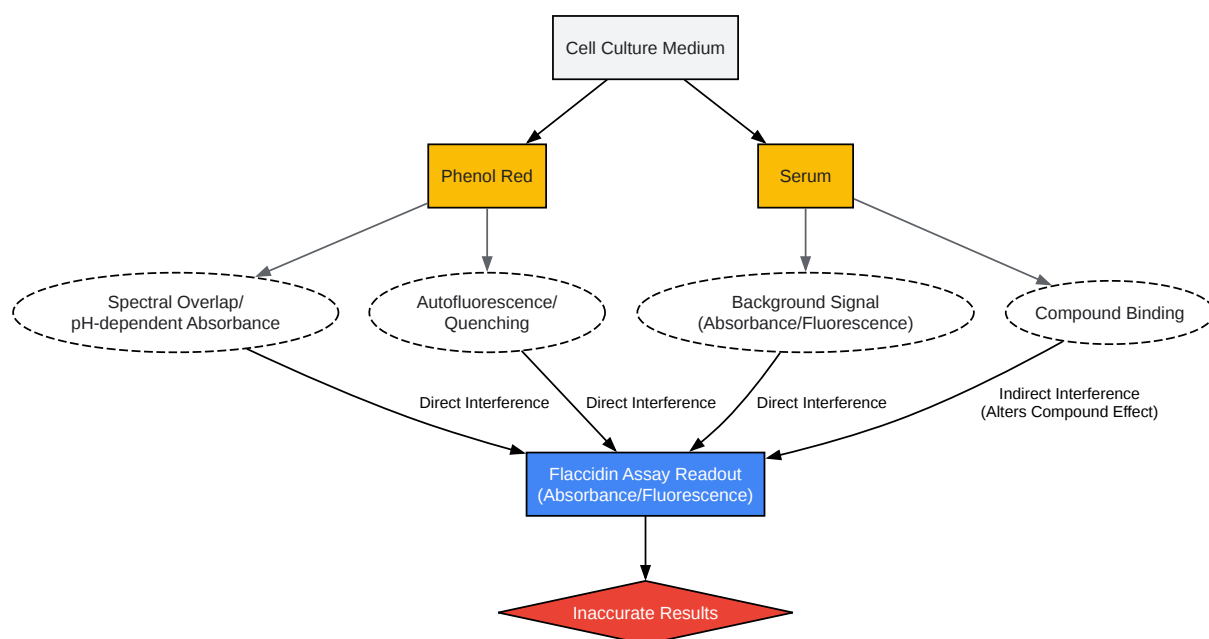 Cell Culture Medium
Phenol Red
Serum
Spectral Overlap/
pH-dependent Absorbance
Autofluorescence/
Quenching
Background Signal
(Absorbance/Fluorescence)
Compound Binding
Direct Interference
Direct Interference
Direct Interference
Indirect Interference
(Alters Compound Effect)
Flaccidin Assay Readout
(Absorbance/Fluorescence)
Inaccurate Results